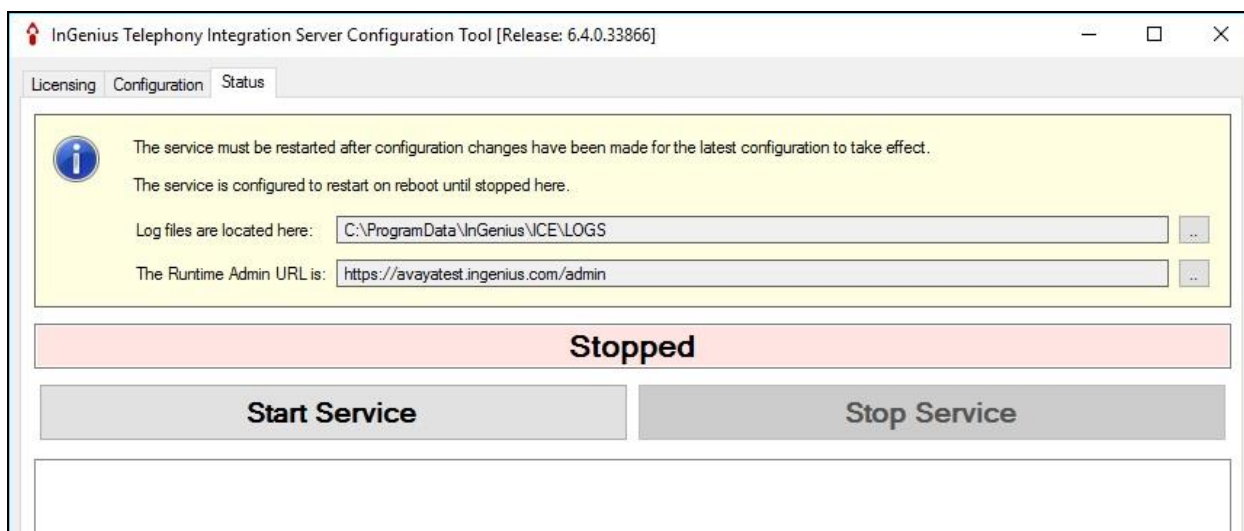 InGenius Telephony Integration Server Configuration Tool [Release: 6.4.0.33866]
Licensing Configuration Status
The service must be restarted after configuration changes have been made for the latest configuration to take effect.
The service is configured to restart on reboot until stopped here.
Log files are located here: C:\ProgramData\InGenius\ICE\LOGS ..
The Runtime Admin URL is: https://avayatest.ingenius.com/admin ..
Stopped
Start Service Stop Service